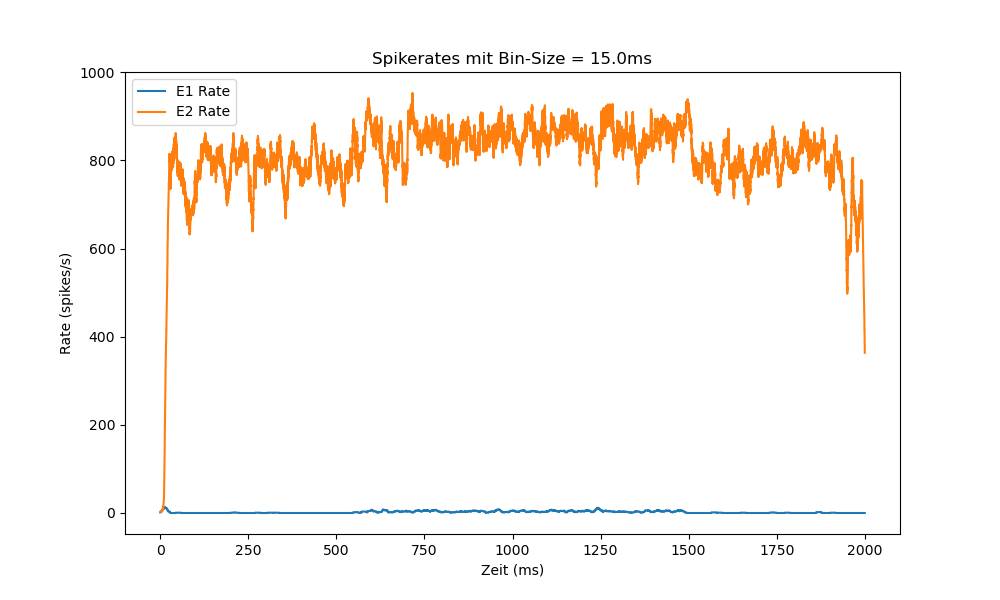 Spikerates mit Bin-Size = 15.0ms
E1 Rate
E2 Rate
1000
800
600
400
200
0
Rate (spikes/s)
0 250 500 750 1000 1250 1500 1750 2000
Zeit (ms)